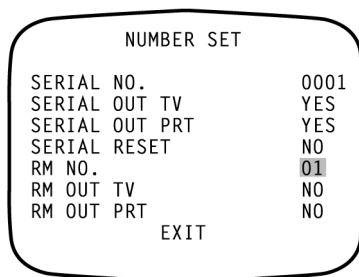 NUMBER SET
SERIAL NO. 0001
SERIAL OUT TV YES
SERIAL OUT PRT YES
SERIAL RESET NO
RM NO. 01
RM OUT TV NO
RM OUT PRT NO
EXIT